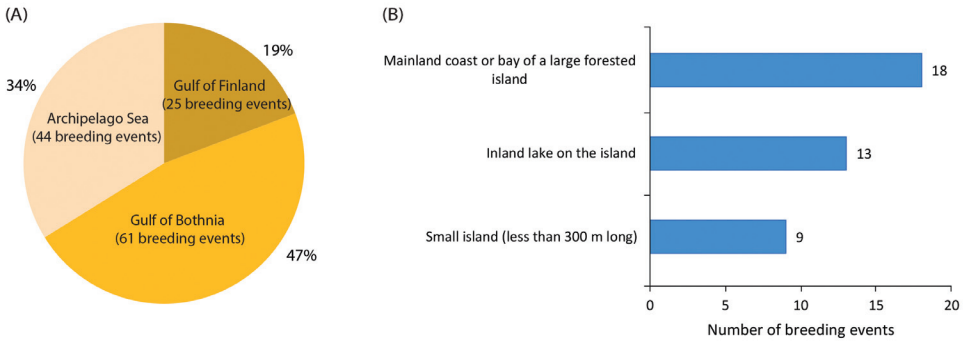 (A)
19%
Gulf of Finland
(25 breeding events)
34%
Archipelago Sea
(44 breeding events)
Gulf of Bothnia
(61 breeding events)
47%
(B)
Mainland coast or bay of a large forested
island
18
Inland lake on the island
13
Small island (less than 300 m long)
9
0
5
10
15
20
Number of breeding events